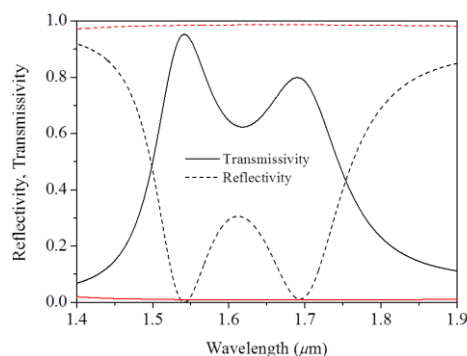 1.0
0.8
0.6
0.4
0.2
0.0
Reflectivity, Transmissivity
Transmissivity
Reflectivity
1.4 1.5 1.6 1.7 1.8 1.9
Wavelength (μm)